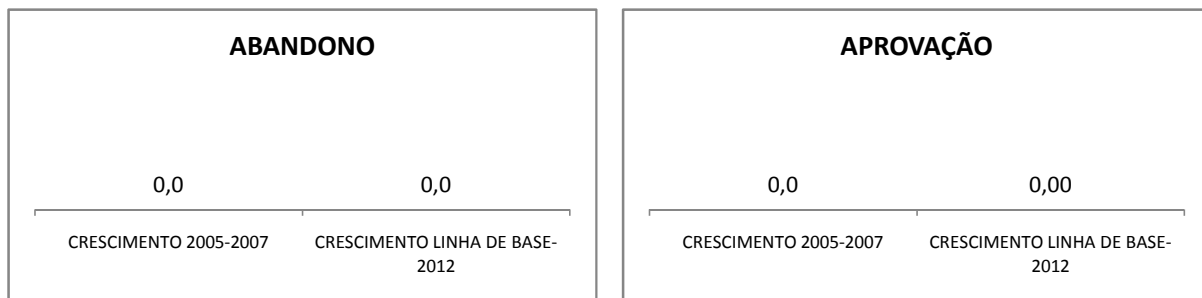 ABANDONO
0,0
0,0
CRESCIMENTO 2005-2007
CRESCIMENTO LINHA DE BASE-
2012
APROVAÇÃO
0,0
0,00
CRESCIMENTO 2005-2007
CRESCIMENTO LINHA DE BASE-
2012